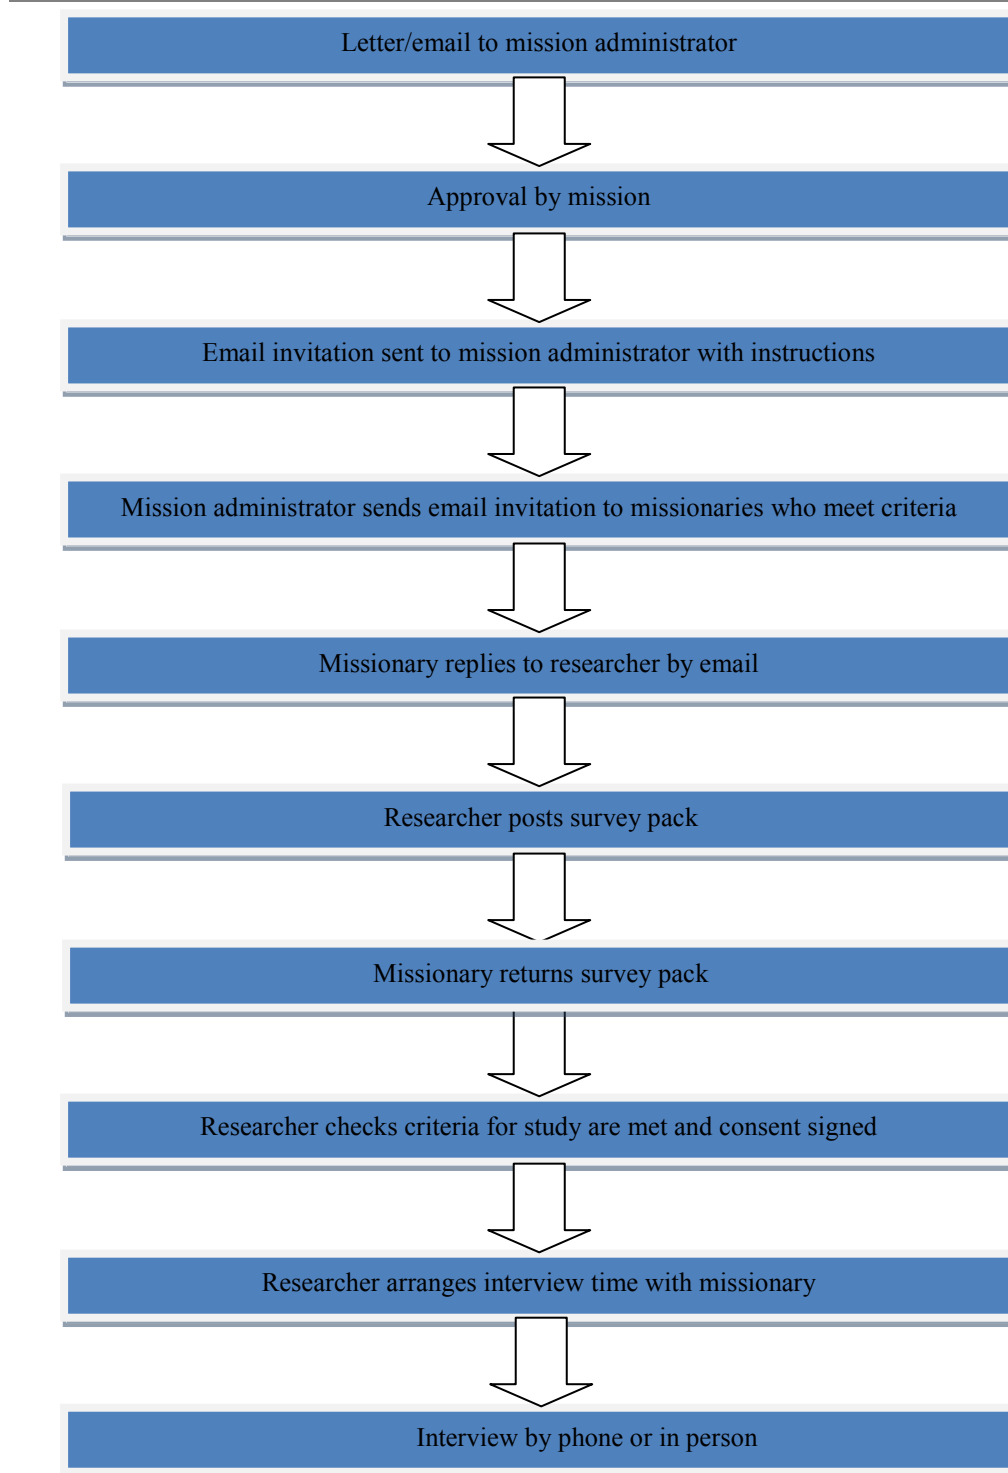 Letter/email to mission administrator
Approval by mission
Email invitation sent to mission administrator with instructions
Mission administrator sends email invitation to missionaries who meet criteria
Missionary replies to researcher by email
Researcher posts survey pack
Missionary returns survey pack
Researcher checks criteria for study are met and consent signed
Researcher arranges interview time with missionary
Interview by phone or in person